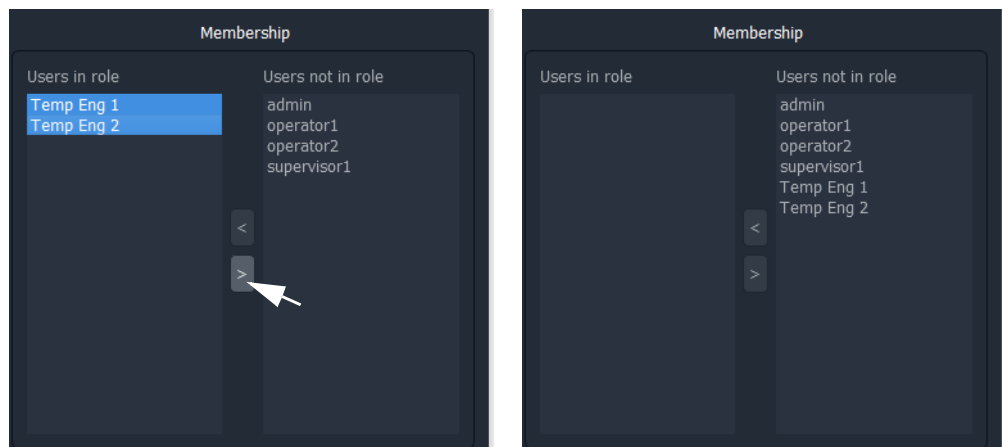 Membership
Users in role
Users not in role
Temp Eng 1
Temp Eng 2
admin
operator1
operator2
supervisor1
<
>
Membership
Users in role
Users not in role
admin
operator1
operator2
supervisor1
Temp Eng 1
Temp Eng 2
<
>